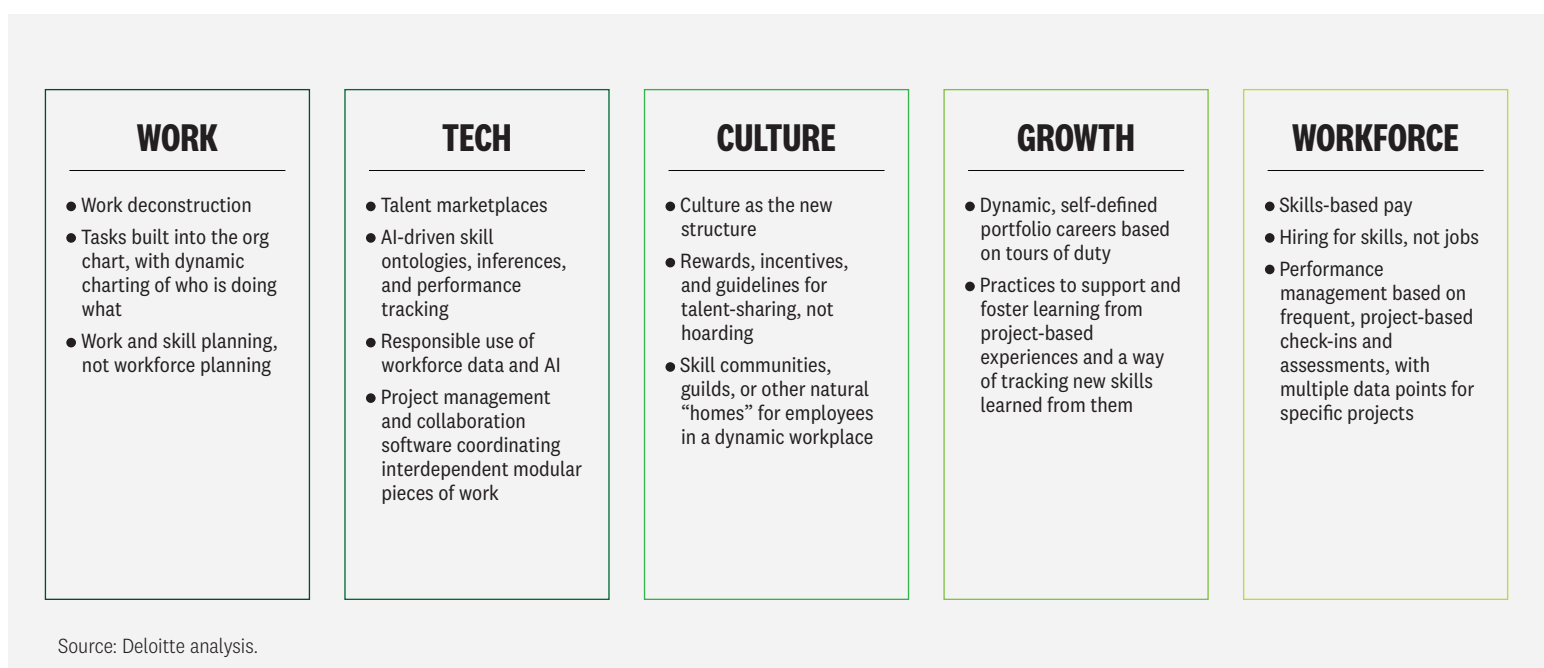 WORK
● Work deconstruction
● Tasks built into the org
chart, with dynamic
charting of who is doing
what
● Work and skill planning,
not workforce planning
TECH
● Talent marketplaces
● AI-driven skill
ontologies, inferences,
and performance
tracking
● Responsible use of
workforce data and AI
● Project management
and collaboration
software coordinating
interdependent modular
pieces of work
CULTURE
● Culture as the new
structure
● Rewards, incentives,
and guidelines for
talent-sharing, not
hoarding
● Skill communities,
guilds, or other natural
“homes” for employees
in a dynamic workplace
GROWTH
● Dynamic, self-defined
portfolio careers based
on tours of duty
● Practices to support and
foster learning from
project-based
experiences and a way
of tracking new skills
learned from them
WORKFORCE
● Skills-based pay
● Hiring for skills, not jobs
● Performance
management based on
frequent, project-based
check-ins and
assessments, with
multiple data points for
specific projects
Source: Deloitte analysis.